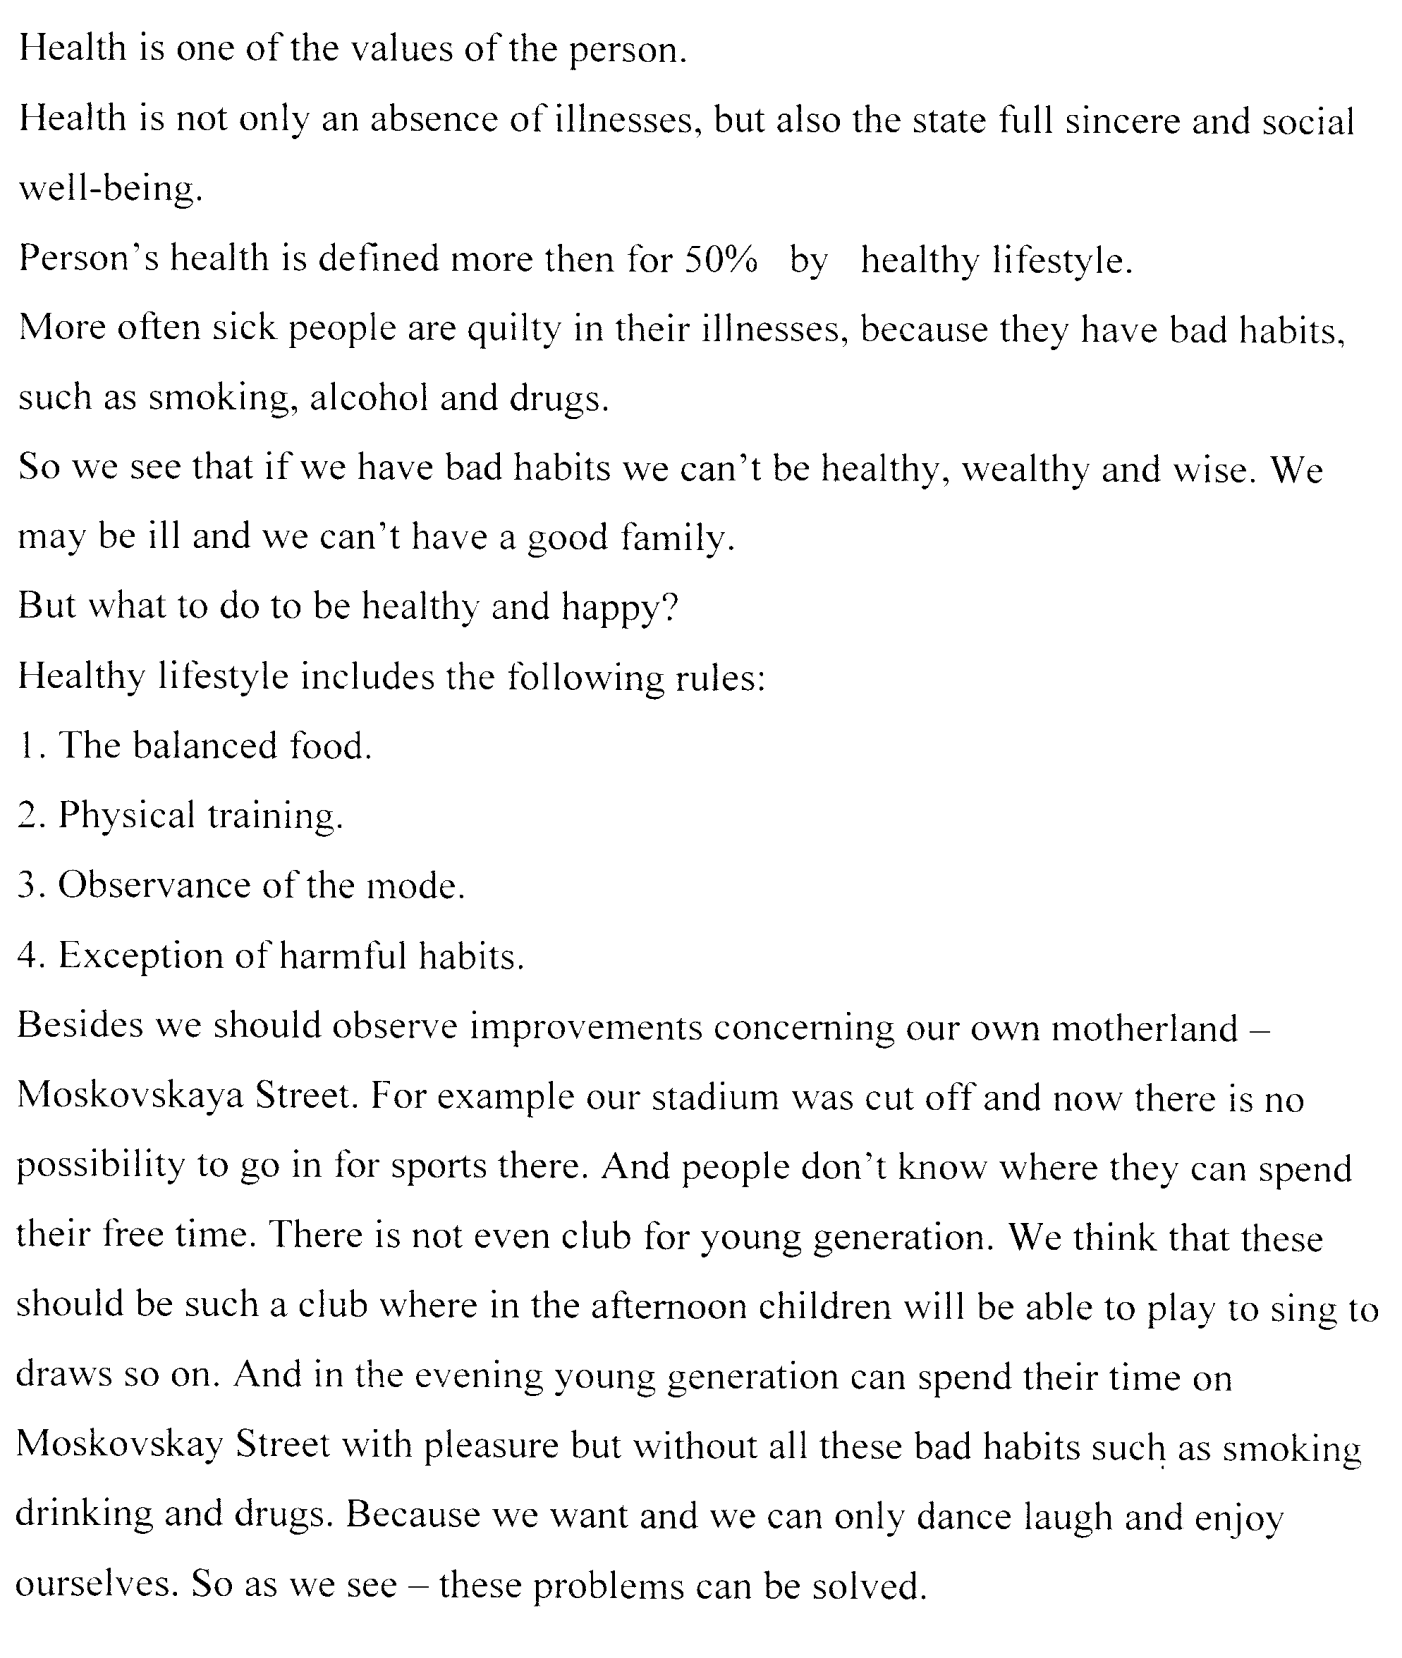 Health is one of the values of the person.
Health is not only an absence of illnesses, but also the state full sincere and social
well-being.
Person's health is defined more then for 50% by healthy lifestyle.
More often sick people are quilty in their illnesses, because they have bad habits,
such as smoking, alcohol and drugs.
So we see that if we have bad habits we can't be healthy, wealthy and wise. We
may be ill and we can't have a good family.
But what to do to be healthy and happy?
Healthy lifestyle includes the following rules:
1. The balanced food.
2. Physical training.
3. Observance of the mode.
4. Exception of harmful habits.
Besides we should observe improvements concerning our own motherland –
Moskovskaya Street. For example our stadium was cut off and now there is no
possibility to go in for sports there. And people don't know where they can spend
their free time. There is not even club for young generation. We think that these
should be such a club where in the afternoon children will be able to play to sing to
draws so on. And in the evening young generation can spend their time on
Moskovskay Street with pleasure but without all these bad habits such as smoking
drinking and drugs. Because we want and we can only dance laugh and enjoy
ourselves. So as we see – these problems can be solved.